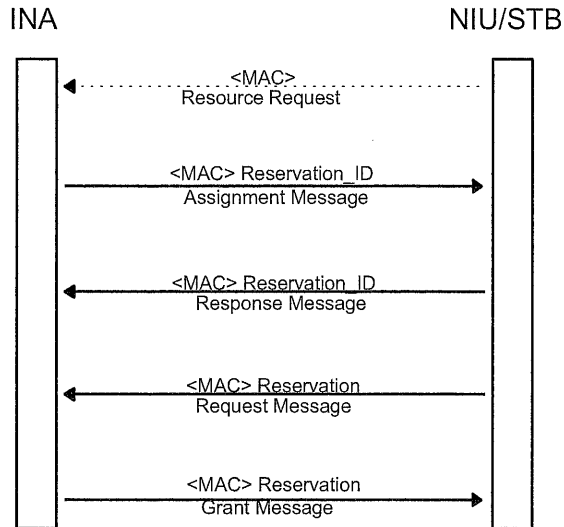 INA NIU/STB
<MAC>
Resource Request
<MAC> Reservation_ID
Assignment Message
<MAC> Reservation_ID
Response Message
<MAC> Reservation
Request Message
<MAC> Reservation
Grant Message